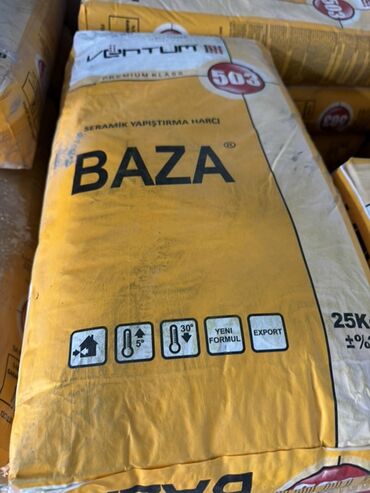 VENTUM
PREMIUM KLASS
503
SERAMİK YAPIŞTIRMA HARCI
BAZA®
5°
30°
YENİ
FORMUL
EXPORT
25K
±%